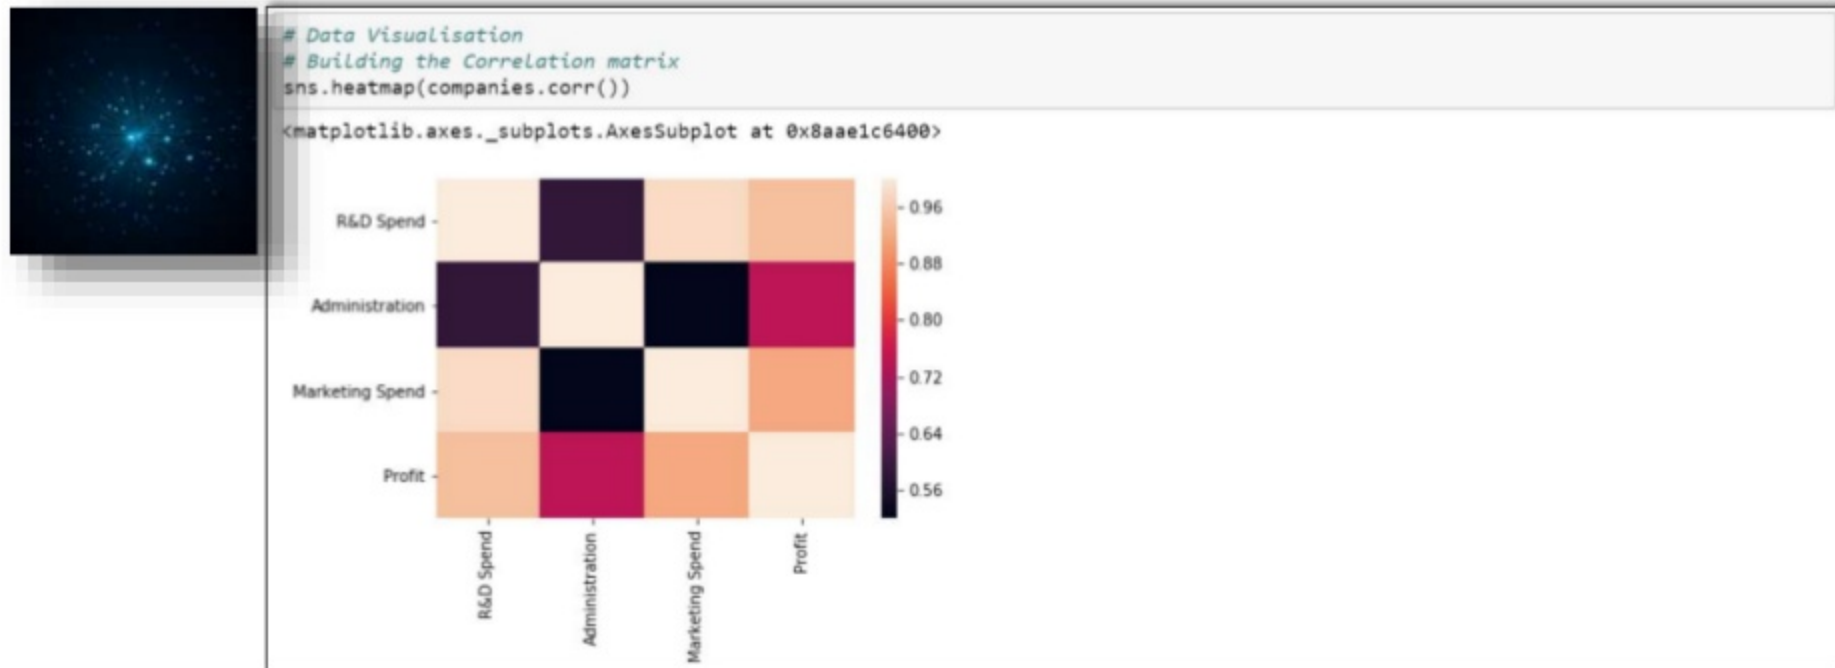 # Data Visualisation
# Building the Correlation matrix
sns.heatmap(companies.corr())
<matplotlib.axes._subplots.AxesSubplot at 0x8aae1c6400>
R&D Spend
Administration
Marketing Spend
Profit
0.96
0.88
0.80
0.72
0.64
0.56
R&D Spend
Administration
Marketing Spend
Profit